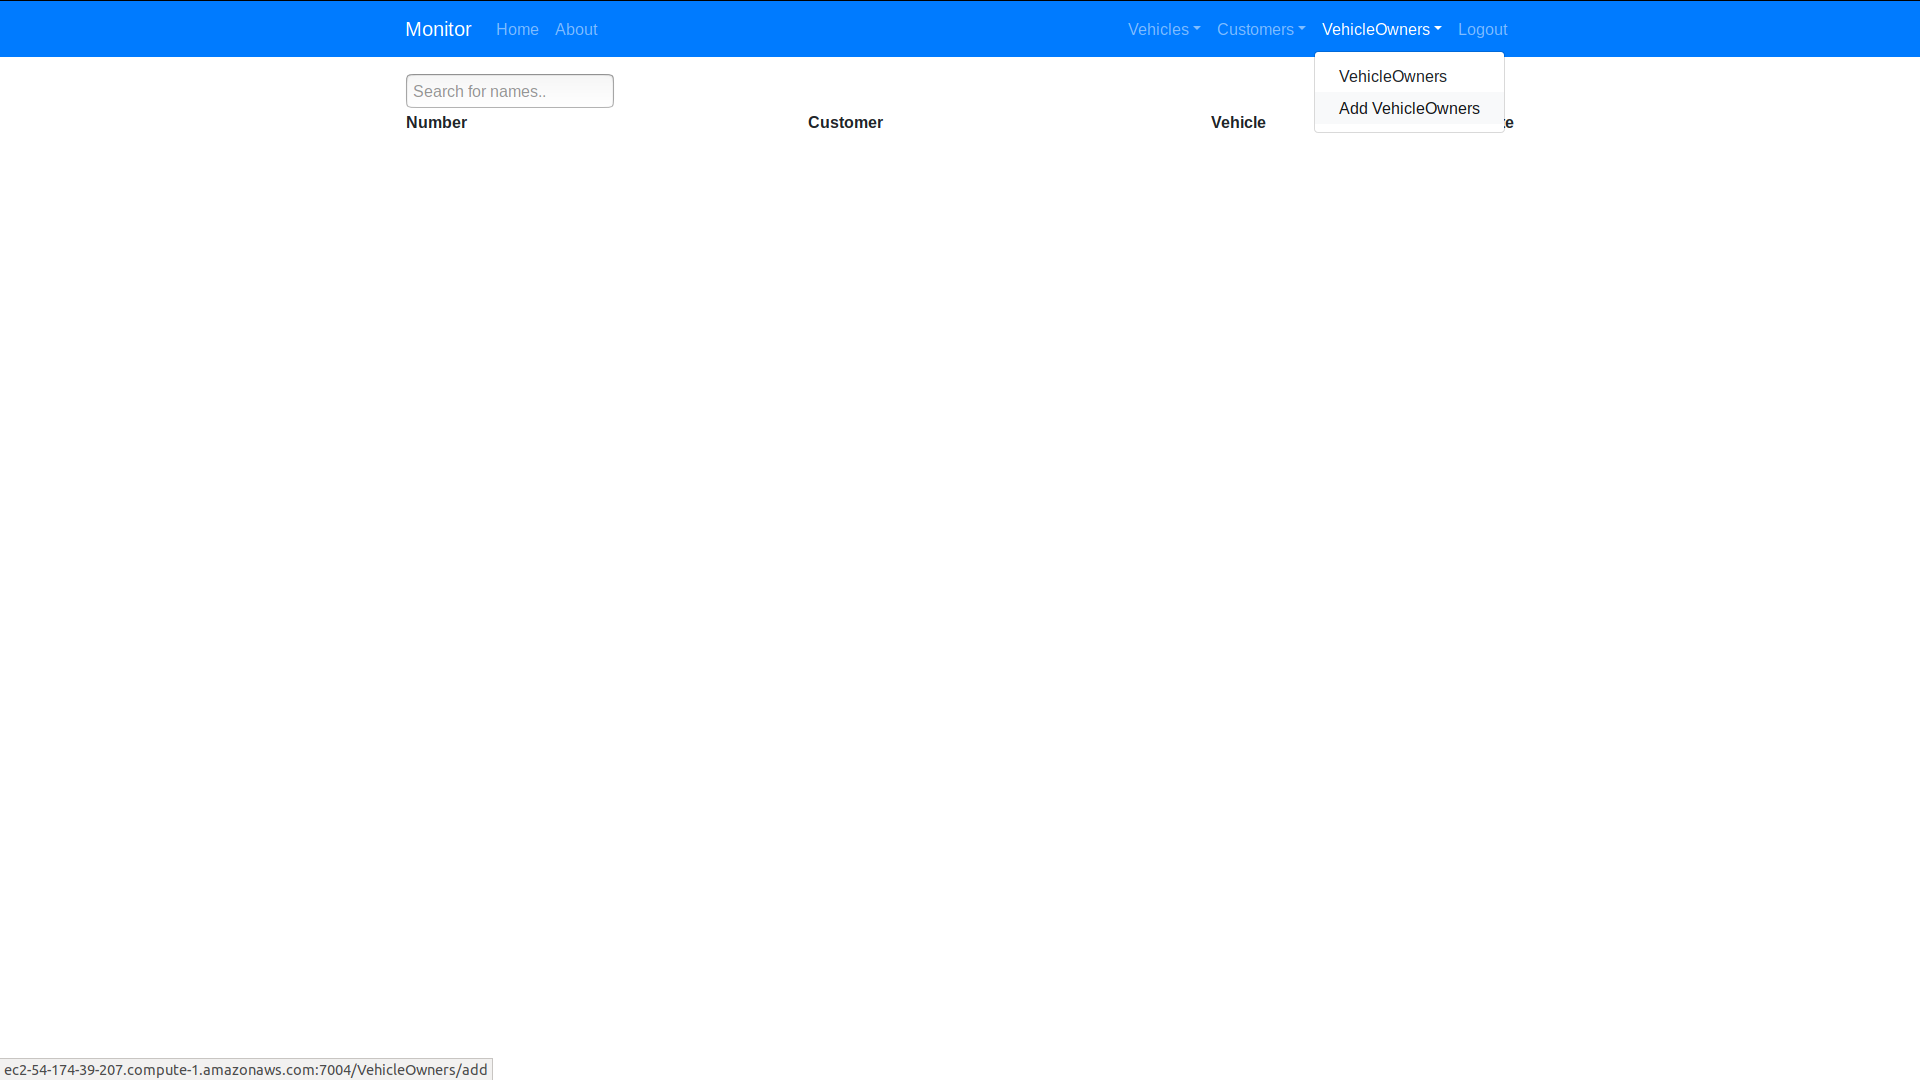 Monitor Home About Vehicles Customers VehicleOwners Logout
VehicleOwners
Search for names..
Add VehicleOwners
Number Customer Vehicle te
ec2-54-174-39-207.compute-1.amazonaws.com:7004/VehicleOwners/add